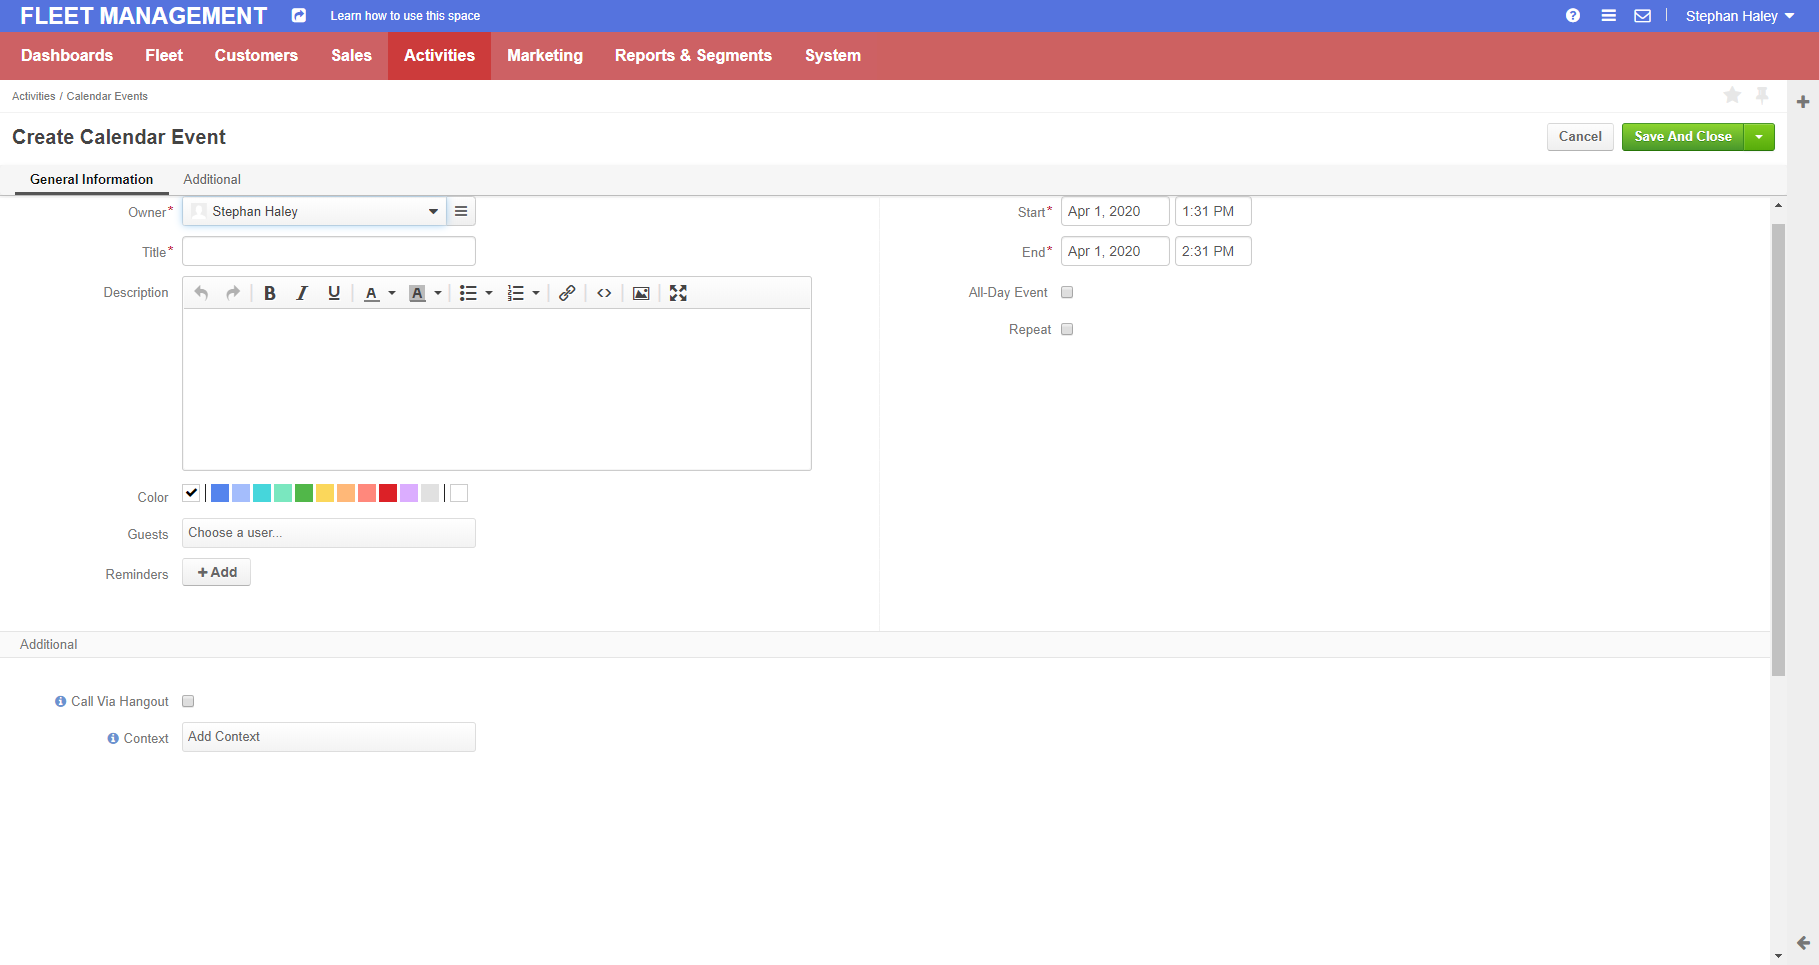 FLEET MANAGEMENT Learn how to use this space Stephan Haley
Dashboards Fleet Customers Sales Activities Marketing Reports & Segments System
Activities / Calendar Events
Create Calendar Event Cancel Save And Close
General Information Additional
Owner* Stephan Haley Start* Apr 1, 2020 1:31 PM
Title* End* Apr 1, 2020 2:31 PM
Description B I U A A All-Day Event
Repeat
Color
Guests Choose a user...
Reminders + Add
Additional
Call Via Hangout
Context Add Context